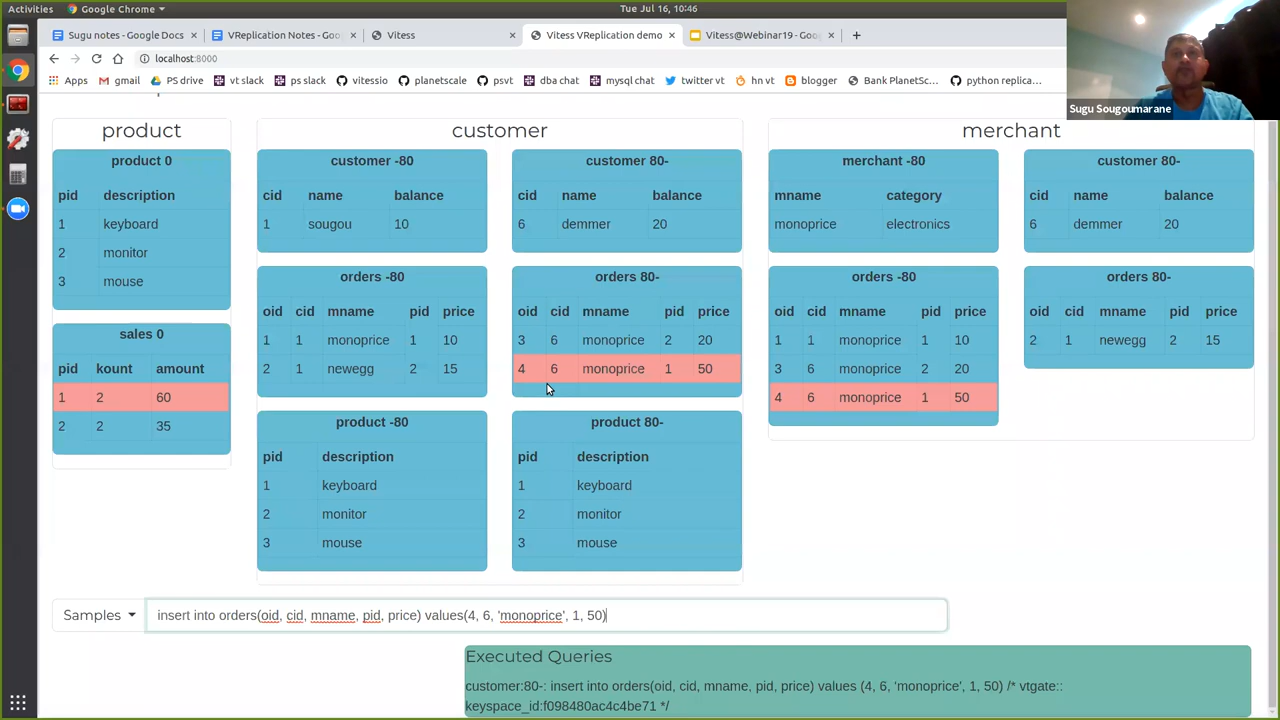 Activities Google Chrome Tue Jul 16, 10:46
Sugu notes - Google Docs
VReplication Notes - Goo
Vitess
Vitess VReplication demo
Vitess@Webinar19 - Googl
localhost:8000
Apps gmail PS drive vt slack ps slack vitessio planetscale psvt dba chat mysql chat twitter vt hn vt blogger Bank PlanetSc... python replica...
Sugu Sougoumarane
product
product 0
pid description
1 keyboard
2 monitor
3 mouse
sales 0
pid kount amount
1 2 60
2 2 35
customer
customer -80
cid name balance
1 sougou 10
customer 80-
cid name balance
6 demmer 20
orders -80
oid cid mname pid price
1 1 monoprice 1 10
2 1 newegg 2 15
orders 80-
oid cid mname pid price
3 6 monoprice 2 20
4 6 monoprice 1 50
product -80
pid description
1 keyboard
2 monitor
3 mouse
product 80-
pid description
1 keyboard
2 monitor
3 mouse
merchant
merchant -80
mname category
monoprice electronics
customer 80-
cid name balance
6 demmer 20
orders -80
oid cid mname pid price
1 1 monoprice 1 10
3 6 monoprice 2 20
4 6 monoprice 1 50
orders 80-
oid cid mname pid price
2 1 newegg 2 15
Samples
insert into orders(oid, cid, mname, pid, price) values(4, 6, 'monoprice', 1, 50)
Executed Queries
customer:80-: insert into orders(oid, cid, mname, pid, price) values (4, 6, 'monoprice', 1, 50) /* vtgate::
keyspace_id:f098480ac4c4be71 */